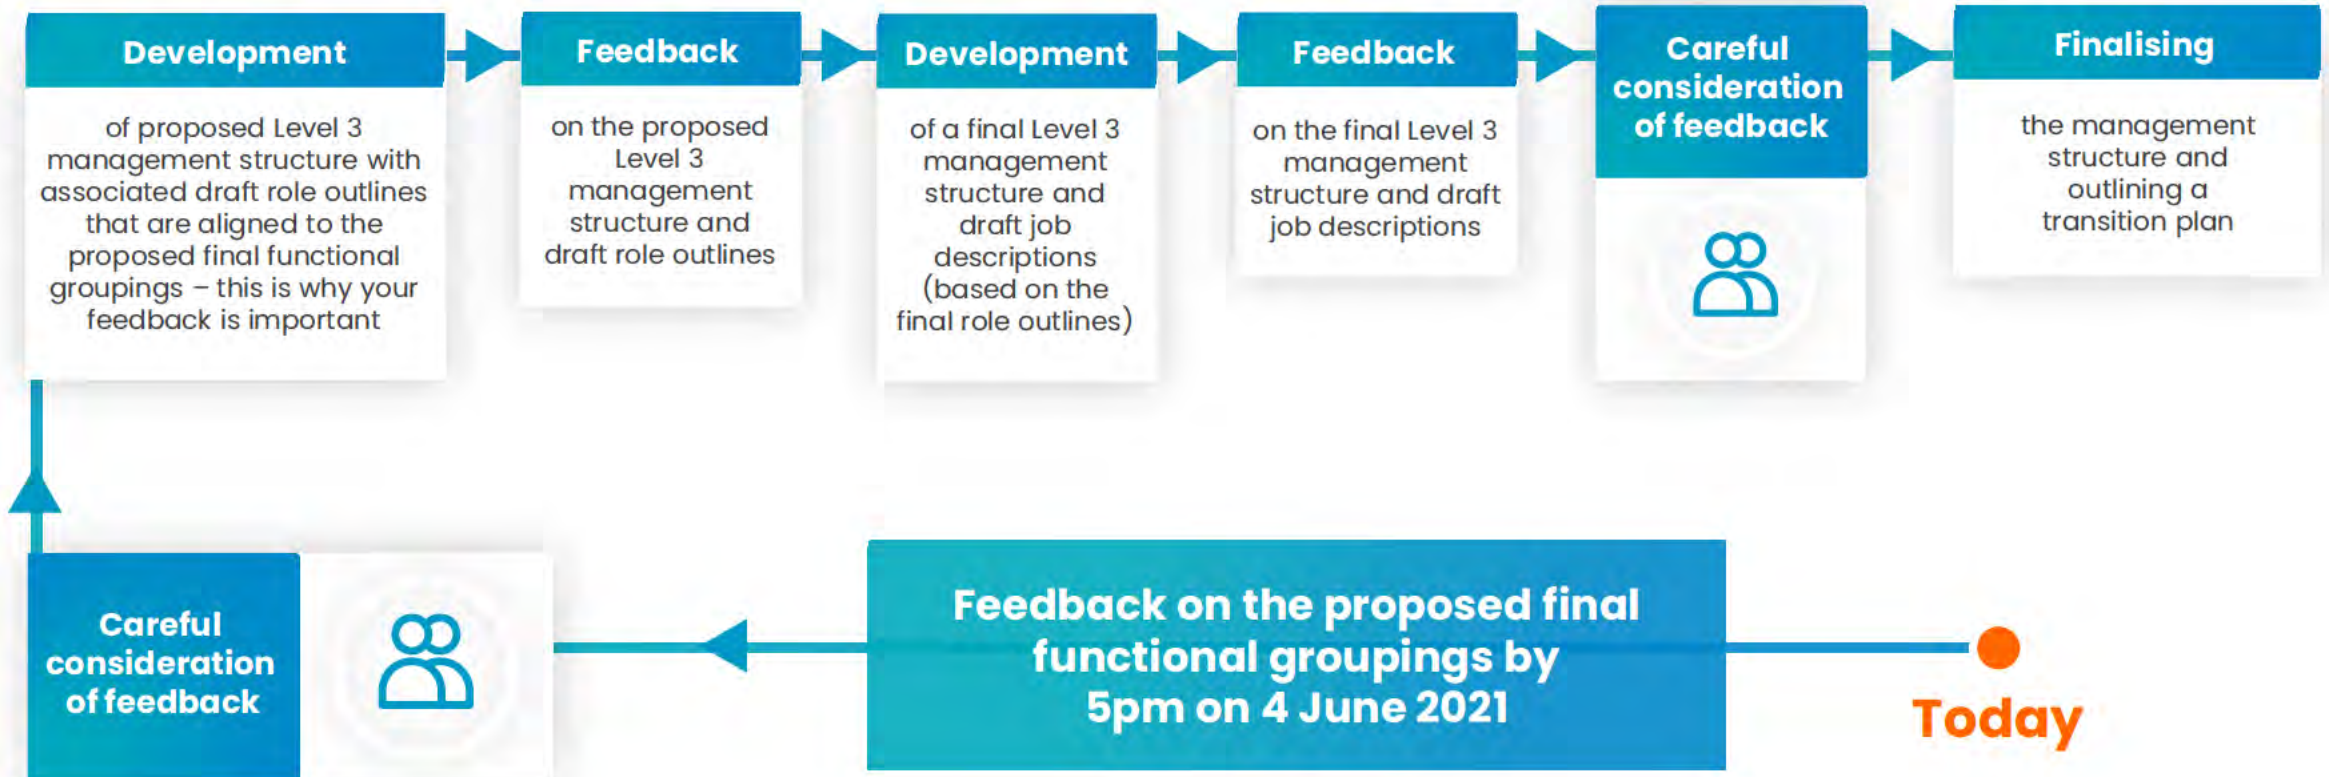 Development
of proposed Level 3
management structure with
associated draft role outlines
that are aligned to the
proposed final functional
groupings – this is why your
feedback is important
Feedback
on the proposed
Level 3
management
structure and
draft role outlines
Development
of a final Level 3
management
structure and
draft job
descriptions
(based on the
final role outlines)
Feedback
on the final Level 3
management
structure and draft
job descriptions
Careful
consideration
of feedback
Finalising
the management
structure and
outlining a
transition plan
Careful
consideration
of feedback
Feedback on the proposed final
functional groupings by
5pm on 4 June 2021
Today